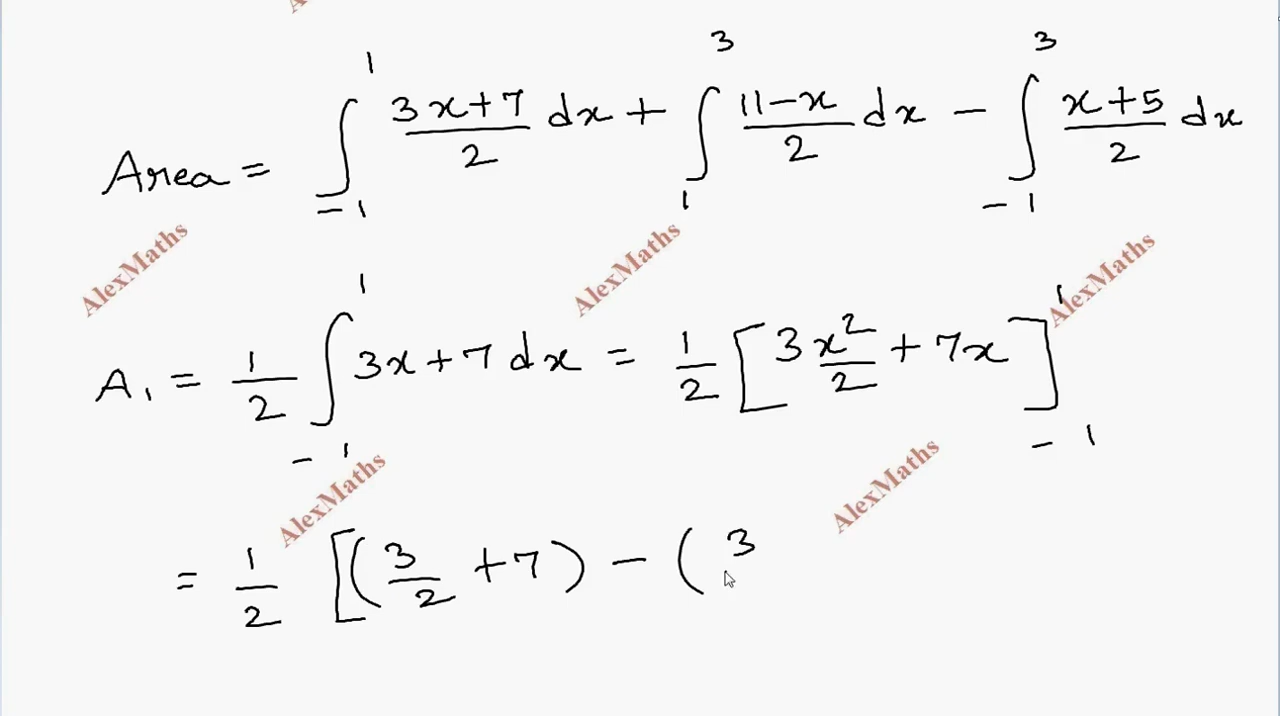 Area = ∫_{-1}^{1} (3x+7)/2 dx + ∫_{1}^{3} (11-x)/2 dx - ∫_{-1}^{3} (x+5)/2 dx
AlexMaths AlexMaths AlexMaths
A₁ = 1/2 ∫_{-1}^{1} 3x+7 dx = 1/2 [3x²/2 + 7x]_{-1}^{1}
AlexMaths AlexMaths
= 1/2 [(3/2 +7) - (3